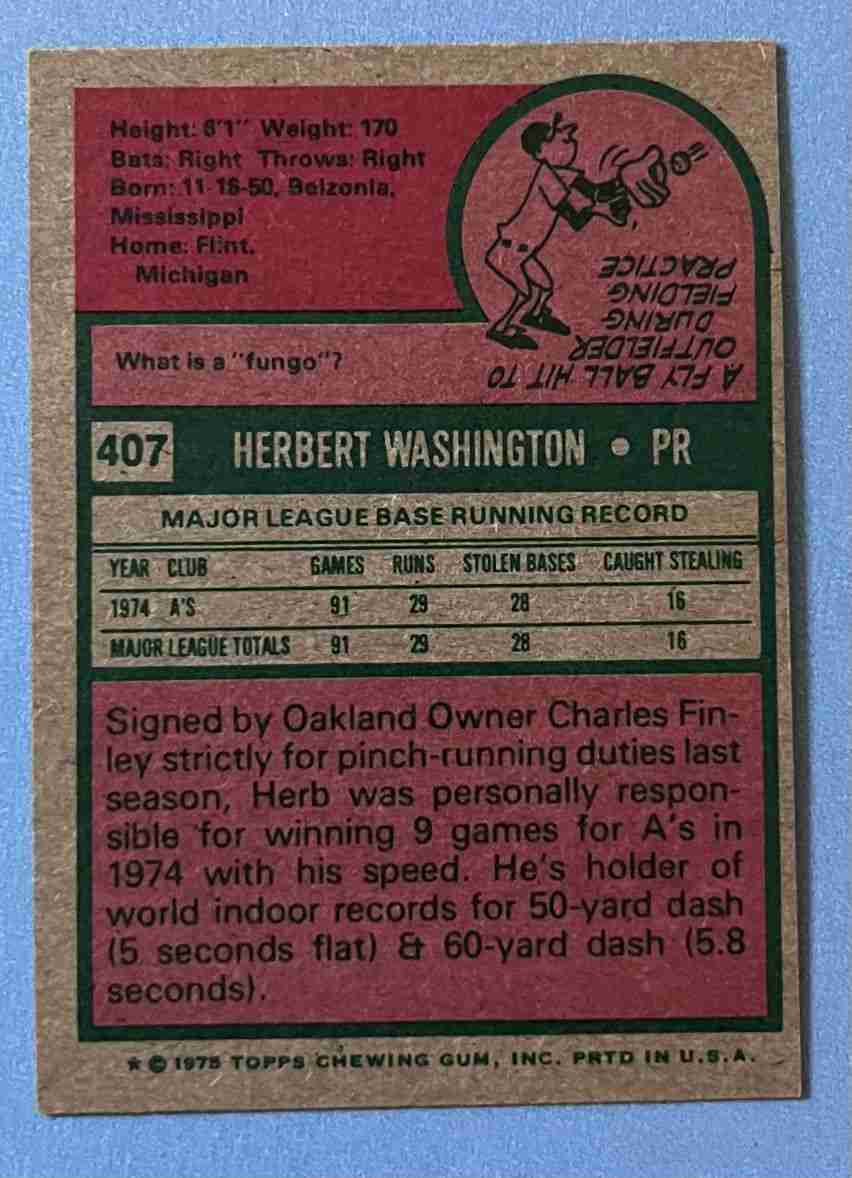 Height: 6'1" Weight: 170
Bats: Right Throws: Right
Born: 11-16-50, Belzonia,
Mississippi
Home: Flint,
Michigan
What is a "fungo"?
A FLY BALL HIT TO
OUTFIELDER
DURING
FIELDING
PRACTICE
407 HERBERT WASHINGTON • PR
MAJOR LEAGUE BASE RUNNING RECORD
YEAR CLUB GAMES RUNS STOLEN BASES CAUGHT STEALING
1974 A'S 91 29 28 16
MAJOR LEAGUE TOTALS 91 29 28 16
Signed by Oakland Owner Charles Fin-
ley strictly for pinch-running duties last
season, Herb was personally respon-
sible for winning 9 games for A's in
1974 with his speed. He's holder of
world indoor records for 50-yard dash
(5 seconds flat) & 60-yard dash (5.8
seconds).
* © 1975 TOPPS CHEWING GUM, INC. PRTD IN U.S.A.